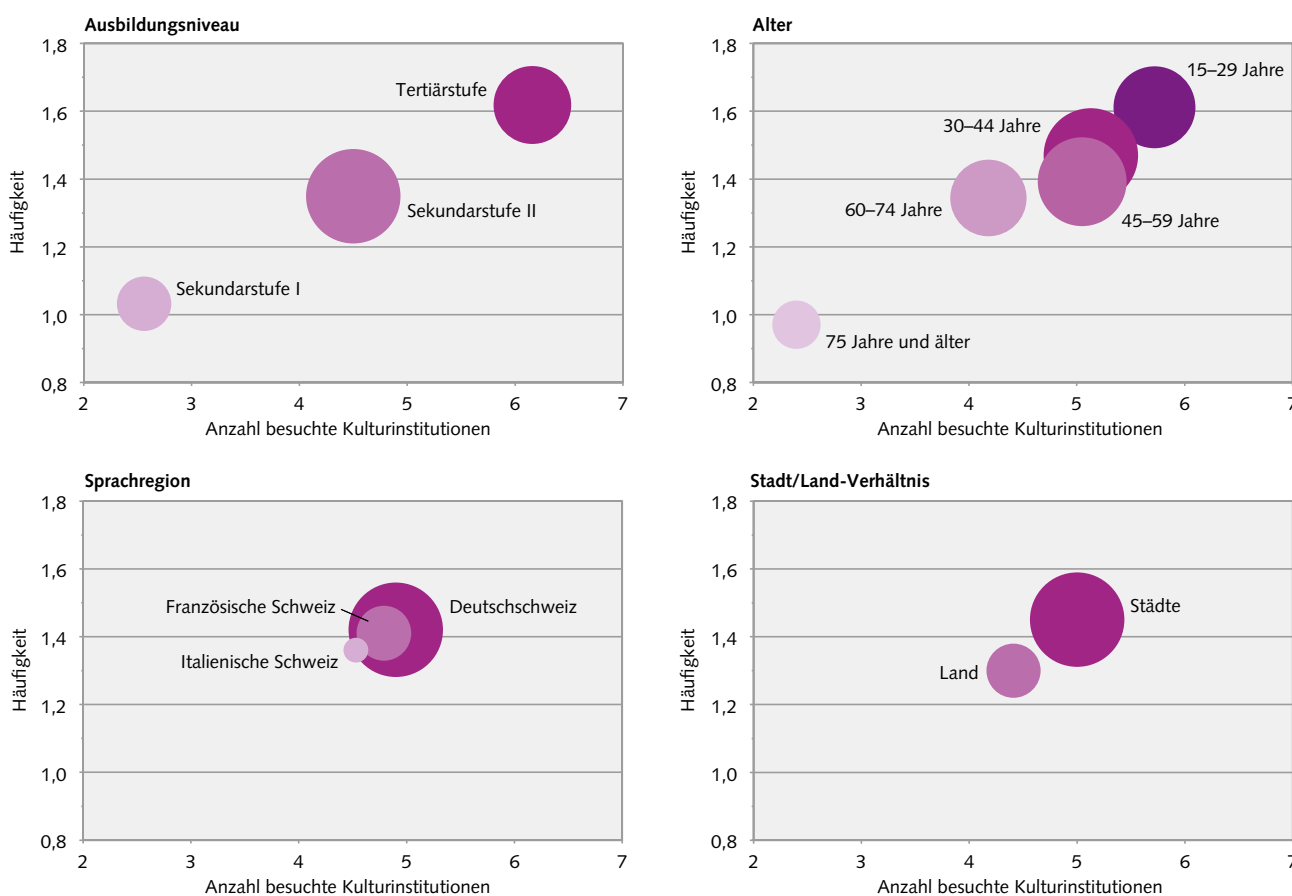 Ausbildungsniveau
1,8
1,6
1,4
1,2
1,0
0,8
Häufigkeit
Tertiärstufe
Sekundarstufe II
Sekundarstufe I
2 3 4 5 6 7
Anzahl besuchte Kulturinstitutionen
Alter
1,8
1,6
1,4
1,2
1,0
0,8
Häufigkeit
15–29 Jahre
30–44 Jahre
60–74 Jahre
45–59 Jahre
75 Jahre und älter
2 3 4 5 6 7
Anzahl besuchte Kulturinstitutionen
Sprachregion
1,8
1,6
1,4
1,2
1,0
0,8
Häufigkeit
Französische Schweiz
Deutschschweiz
Italienische Schweiz
2 3 4 5 6 7
Anzahl besuchte Kulturinstitutionen
Stadt/Land-Verhältnis
1,8
1,6
1,4
1,2
1,0
0,8
Häufigkeit
Städte
Land
2 3 4 5 6 7
Anzahl besuchte Kulturinstitutionen